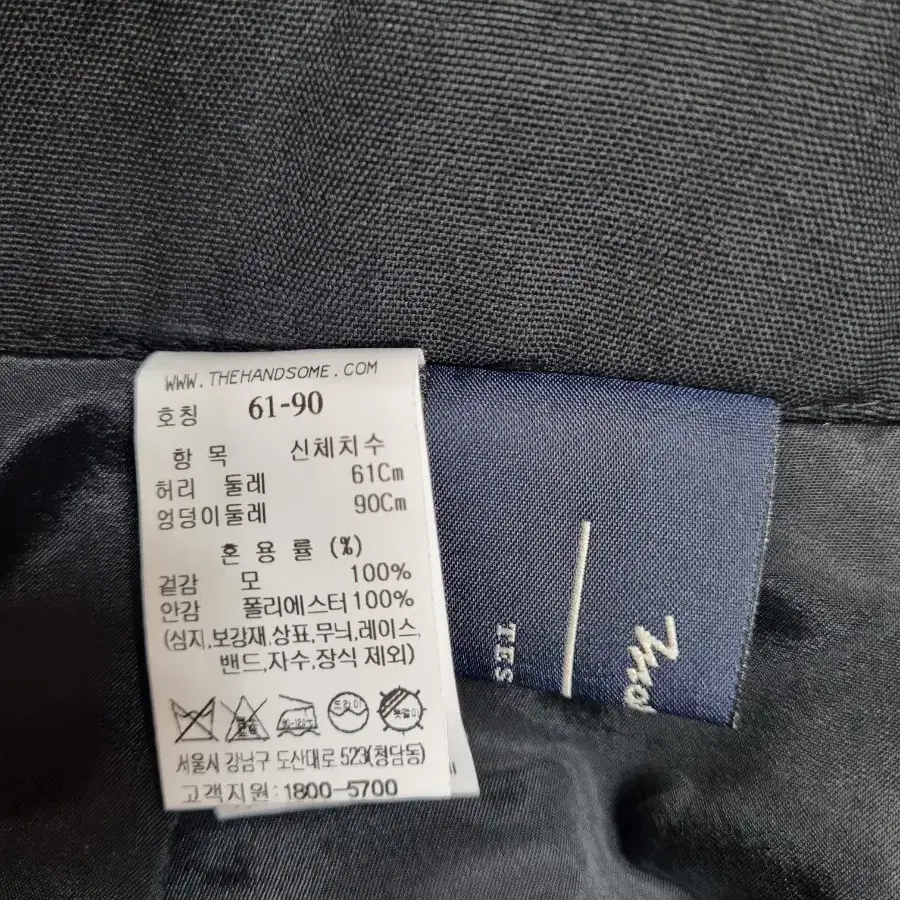 WWW.THEHANDSOME.COM
호칭 61-90
항 목 신체치수
허리 둘레 61Cm
엉덩이둘레 90Cm
혼 용 률 (%)
겉감 모 100%
안감 폴리에스터 100%
(심지,보강재,상표,무늬,레이스,
밴드,자수,장식 제외)
드라이
서울시 강남구 도산대로 523(청담동)
고객지원 : 1800-5700